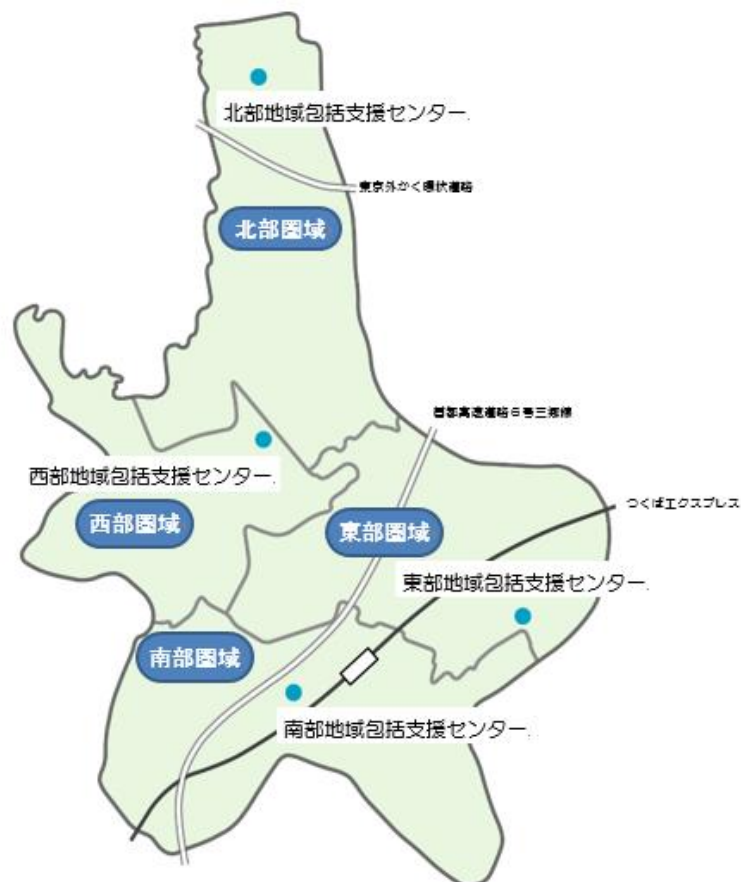 北部地域包括支援センター.
東京外かく環状道路
北部圏域
首都高速道路6号三郷線
西部地域包括支援センター.
つくばエクスプレス
西部圏域
東部圏域
東部地域包括支援センター.
南部圏域
南部地域包括支援センター.